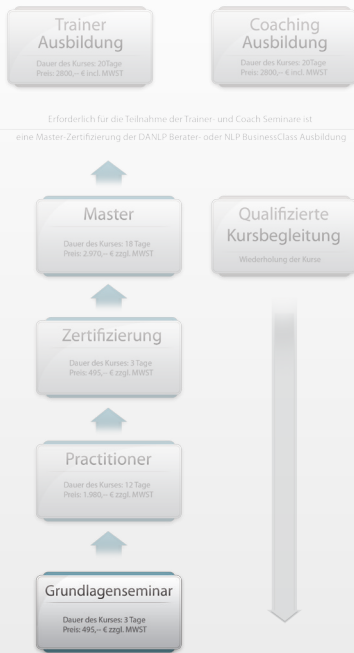 Trainer
Ausbildung
Dauer des Kurses: 20Tage
Preis: 2800,-- € incl. MWST
Coaching
Ausbildung
Dauer des Kurses: 20Tage
Preis: 2800,-- € incl. MWST
Erforderlich für die Teilnahme der Trainer- und Coach Seminare ist
eine Master-Zertifizierung der DANLP Berater- oder NLP BusinessClass Ausbildung
Master
Dauer des Kurses: 18 Tage
Preis: 2.970,-- € zzgl. MWST
Qualifizierte
Kursbegleitung
Wiederholung der Kurse
Zertifizierung
Dauer des Kurses: 3 Tage
Preis: 495,-- € zzgl. MWST
Practitioner
Dauer des Kurses: 12 Tage
Preis: 1.980,-- € zzgl. MWST
Grundlagenseminar
Dauer des Kurses: 3 Tage
Preis: 495,-- € zzgl. MWST